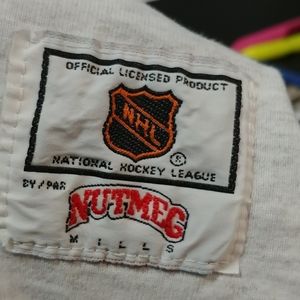 OFFICIAL LICENSED PRODUCT
NHL
®
NATIONAL HOCKEY LEAGUE
BY/PAR
NUTMEG
MILLS